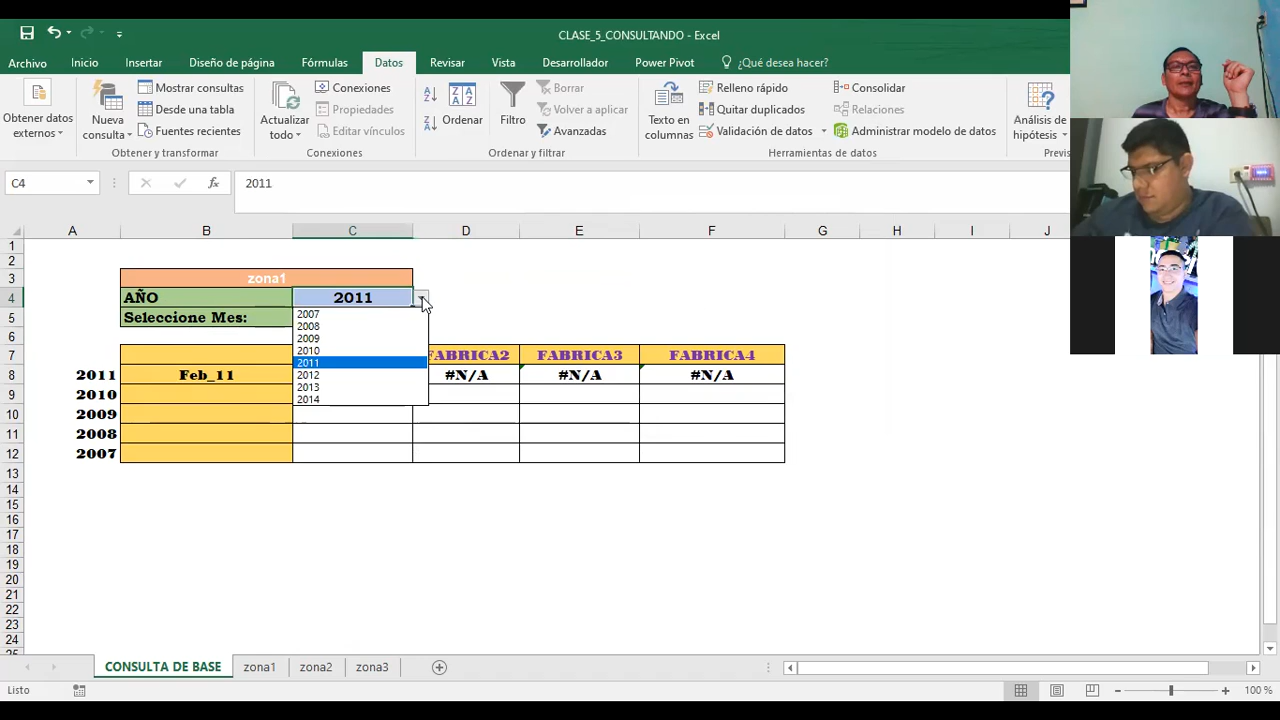 CLASE_5_CONSULTANDO - Excel
Archivo Inicio Insertar Diseño de página Fórmulas Datos Revisar Vista Desarrollador Power Pivot ¿Qué desea hacer?
Obtener datos externos
Nueva consulta
Mostrar consultas
Desde una tabla
Fuentes recientes
Obtener y transformar
Actualizar todo
Conexiones
Propiedades
Editar vínculos
Conexiones
Ordenar
Filtro
Borrar
Volver a aplicar
Avanzadas
Ordenar y filtrar
Texto en columnas
Relleno rápido
Quitar duplicados
Validación de datos
Consolidar
Relaciones
Administrar modelo de datos
Herramientas de datos
Análisis de hipótesis
Previs
C4 fx 2011
A B C D E F G H I J
1
2
3 zona1
4 AÑO 2011
5 Seleccione Mes:
6
7 FABRICA2 FABRICA3 FABRICA4
8 2011 Feb_11 #N/A #N/A #N/A
9 2010
10 2009
11 2008
12 2007
13
14
15
16
17
18
19
20
21
22
23
24
2007
2008
2009
2010
2011
2012
2013
2014
CONSULTA DE BASE zona1 zona2 zona3
Listo 100 %